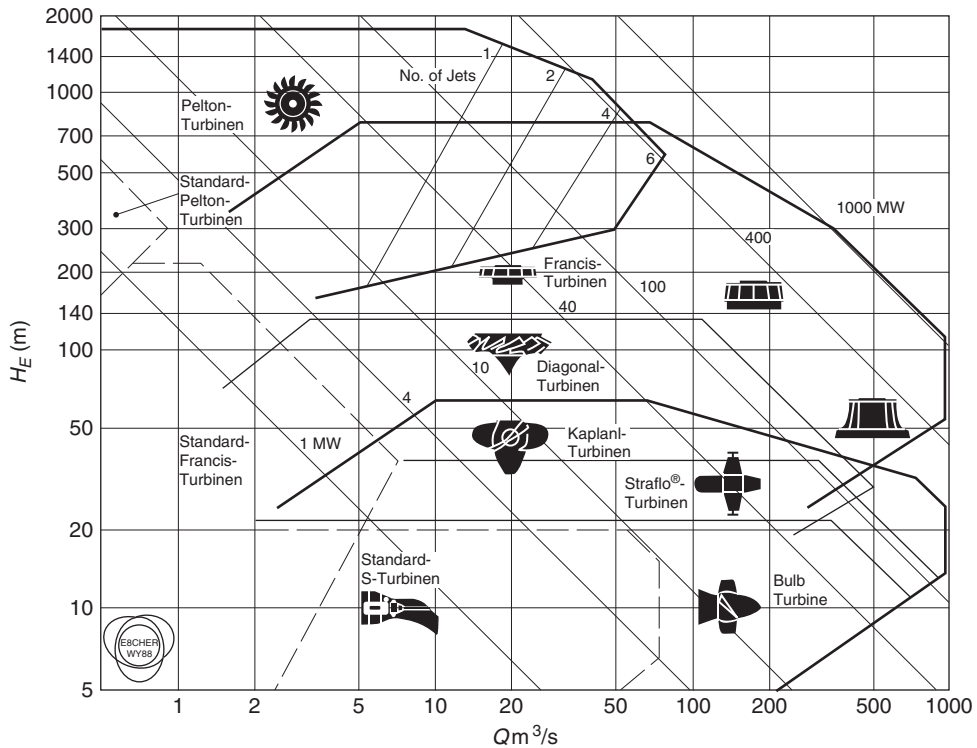 2000
1400
1000
700
500
300
200
140
100
50
20
10
5
H_E (m)
1
2
5
10
20
50
100
200
500
1000
Q m³/s
No. of Jets
1
2
4
6
Pelton-
Turbinen
Standard-
Pelton-
Turbinen
1000 MW
400
100
40
10
4
1 MW
Francis-
Turbinen
Diagonal-
Turbinen
Kaplanl-
Turbinen
Standard-
Francis-
Turbinen
Straflo®-
Turbinen
Standard-
S-Turbinen
Bulb
Turbine
E8CHER
WY88